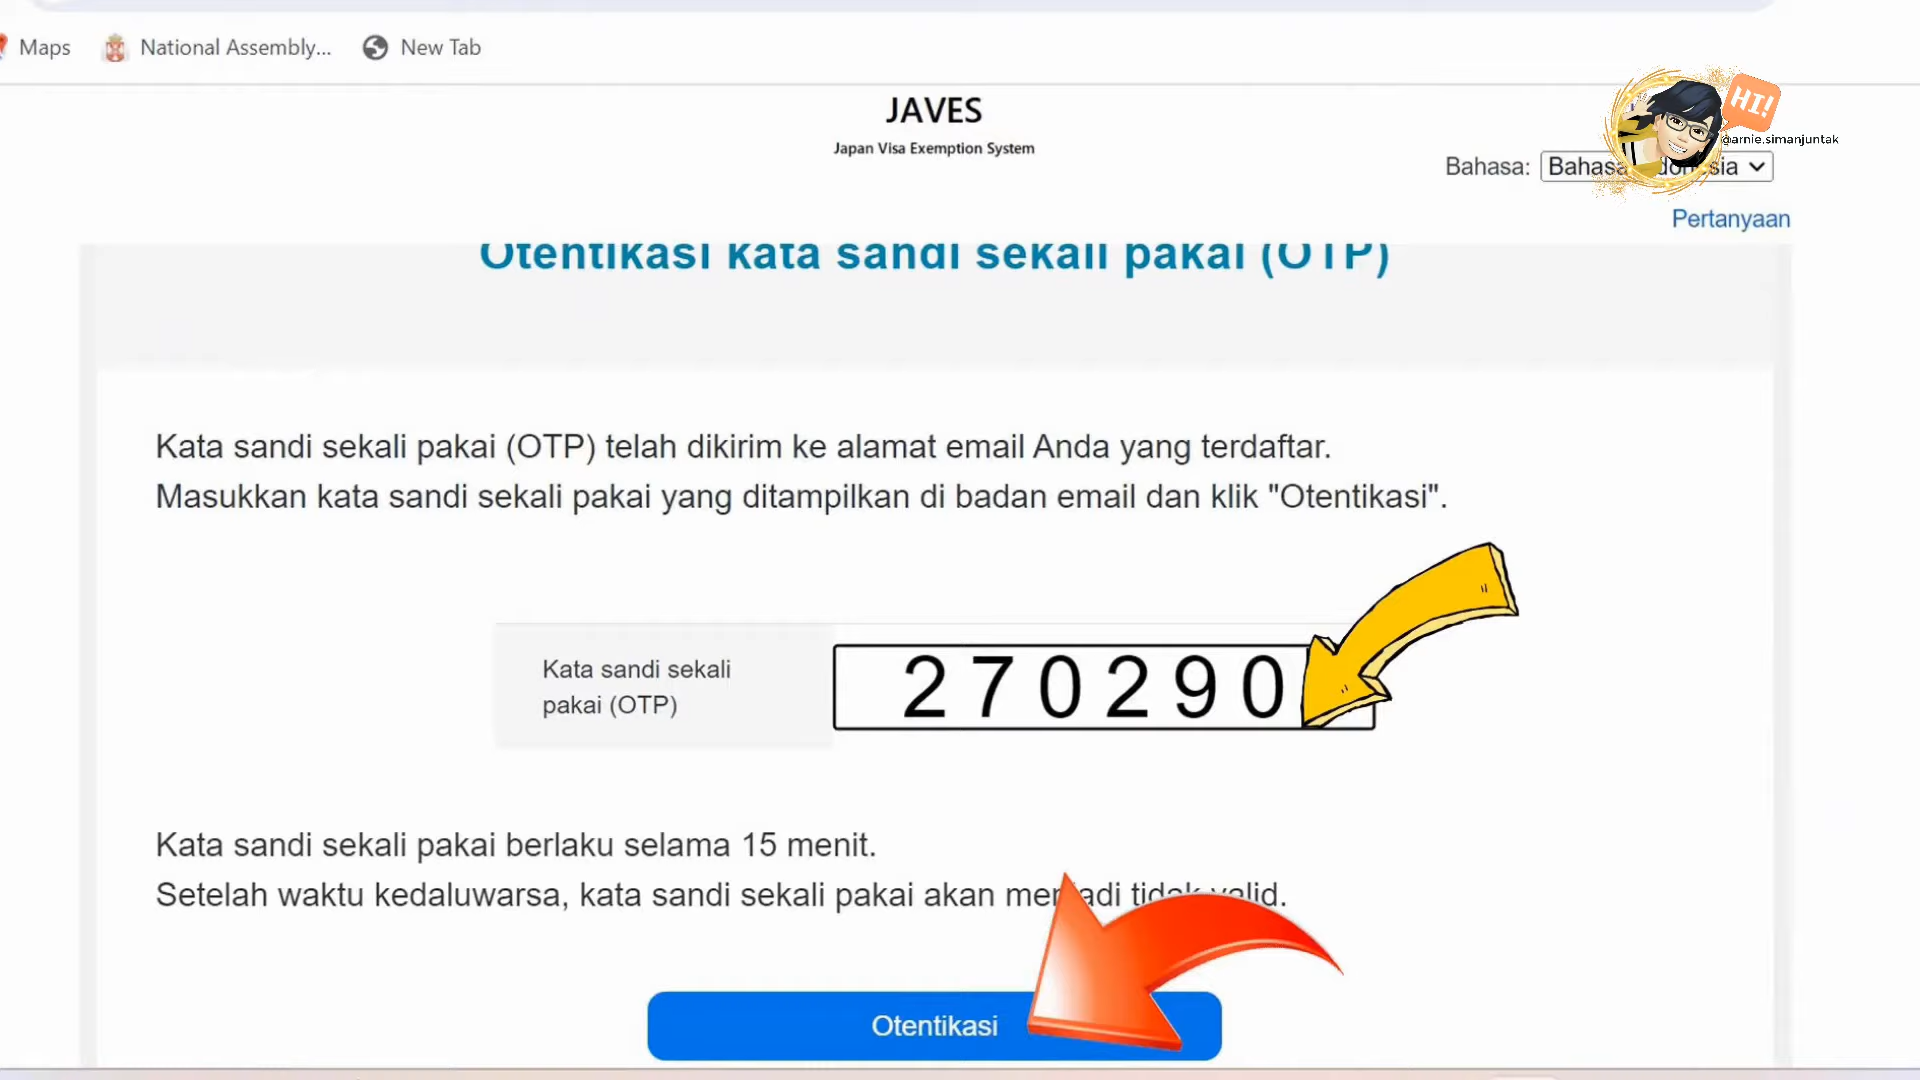 Maps
National Assembly...
New Tab
JAVES
Japan Visa Exemption System
HI!
@arnie.simanjuntak
Bahasa:
Pertanyaan
Otentikasi kata sandi sekali pakai (OTP)
Kata sandi sekali pakai (OTP) telah dikirim ke alamat email Anda yang terdaftar.
Masukkan kata sandi sekali pakai yang ditampilkan di badan email dan klik "Otentikasi".
Kata sandi sekali
pakai (OTP)
270290
Kata sandi sekali pakai berlaku selama 15 menit.
Setelah waktu kedaluwarsa, kata sandi sekali pakai akan menjadi tidak valid.
Otentikasi